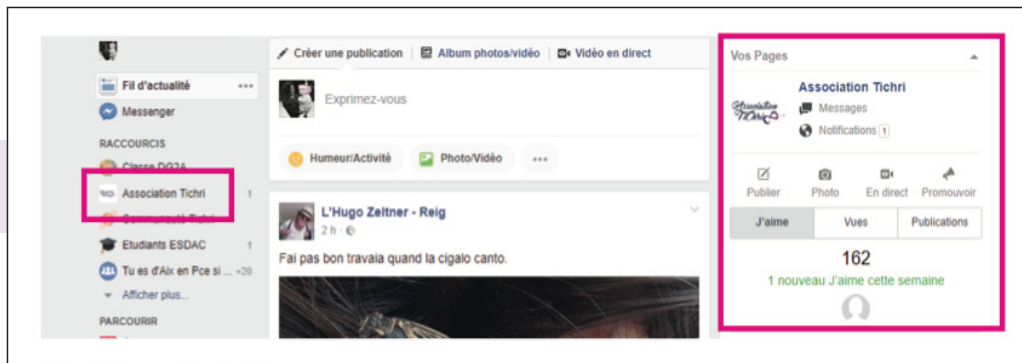 Fil d'actualité
Messenger
RACCOURCIS
Classe DG2A
Association Tichri 1
Communauté Tichri
Etudiants ESDAC 1
Tu es d'Aix en Pce si ... +20
Afficher plus...
PARCOURIR
Créer une publication Album photos/vidéo Vidéo en direct
Exprimez-vous
Humeur/Activité Photo/Vidéo
L'Hugo Zeltner - Reig
2 h
Fai pas bon travaia quand la cigalo canto.
Vos Pages
Association Tichri
Association Tichri
Messages
Notifications 1
Publier Photo En direct Promouvoir
J'aime Vues Publications
162
1 nouveau J'aime cette semaine